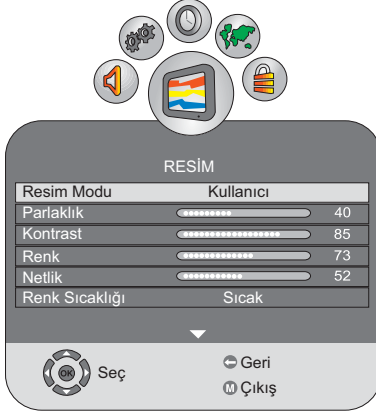 RESİM
Resim Modu Kullanıcı
Parlaklık 40
Kontrast 85
Renk 73
Netlik 52
Renk Sıcaklığı Sıcak
OK Seç
Geri
M Çıkış